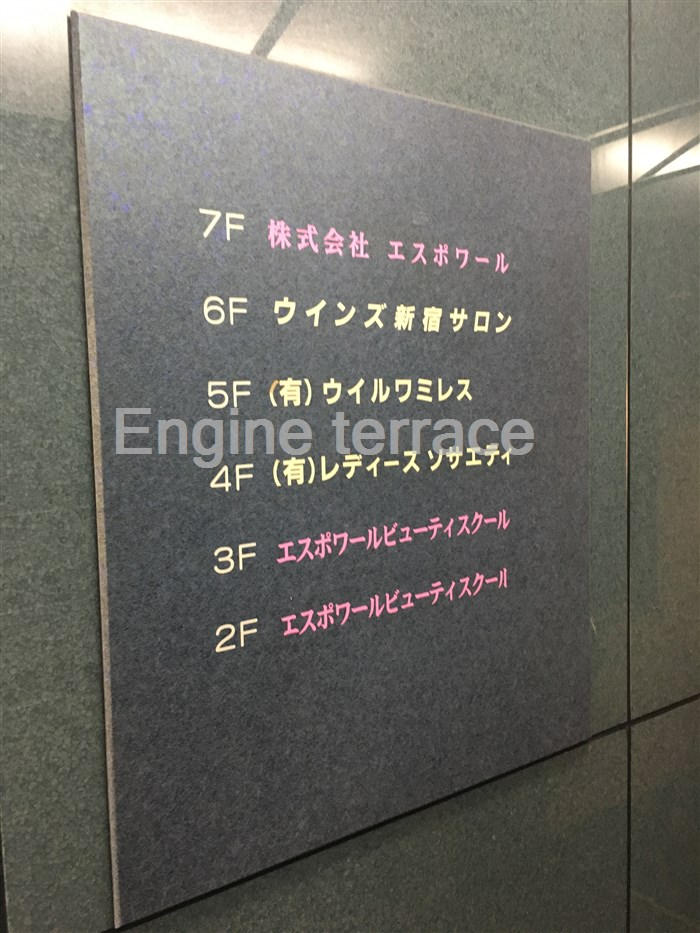 7F 株式会社 エスポワール
6F ウインズ新宿サロン
5F (有)ウイルワミレス
Engine terrace
4F (有)レディース ソサエティ
3F エスポワールビューティスクール
2F エスポワールビューティスクール